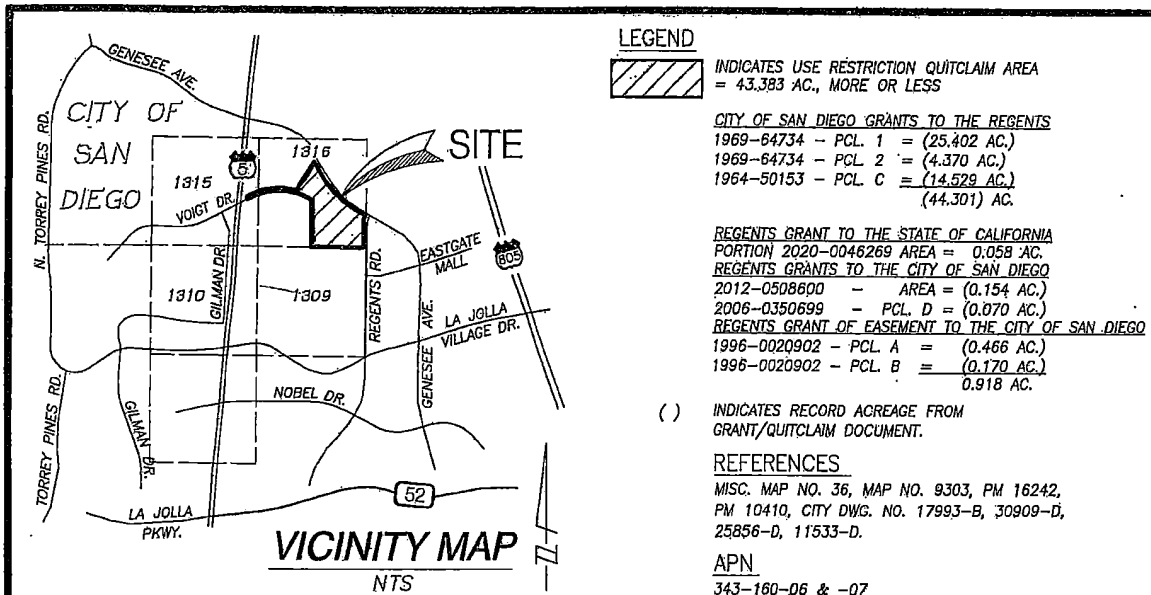 GENESEE AVE.
CITY OF
SAN
DIEGO
N. TORREY PINES RD.
1315
5
1316
SITE
VOIGT DR.
GILMAN DR.
1310
1309
REGENTS RD.
EASTGATE
MALL
805
GENESEE AVE.
LA JOLLA
VILLAGE DR.
NOBEL DR.
GILMAN DR.
TORREY PINES RD.
52
LA JOLLA
PKWY.
VICINITY MAP
NTS
LEGEND
INDICATES USE RESTRICTION QUITCLAIM AREA
= 43.383 AC., MORE OR LESS
CITY OF SAN DIEGO GRANTS TO THE REGENTS
1969-64734 - PCL. 1 = (25.402 AC.)
1969-64734 - PCL. 2 = (4.370 AC.)
1964-50153 - PCL. C = (14.529 AC.)
(44.301) AC.
REGENTS GRANT TO THE STATE OF CALIFORNIA
PORTION 2020-0046269 AREA = 0.058 AC.
REGENTS GRANTS TO THE CITY OF SAN DIEGO
2012-0508600 - AREA = (0.154 AC.)
2006-0350699 - PCL. D = (0.070 AC.)
REGENTS GRANT OF EASEMENT TO THE CITY OF SAN DIEGO
1996-0020902 - PCL. A = (0.466 AC.)
1996-0020902 - PCL. B = (0.170 AC.)
0.918 AC.
( ) INDICATES RECORD ACREAGE FROM
GRANT/QUITCLAIM DOCUMENT.
REFERENCES
MISC. MAP NO. 36, MAP NO. 9303, PM 16242,
PM 10410, CITY DWG. NO. 17993-B, 30909-D,
25856-D, 11533-D.
APN
343-160-06 & -07